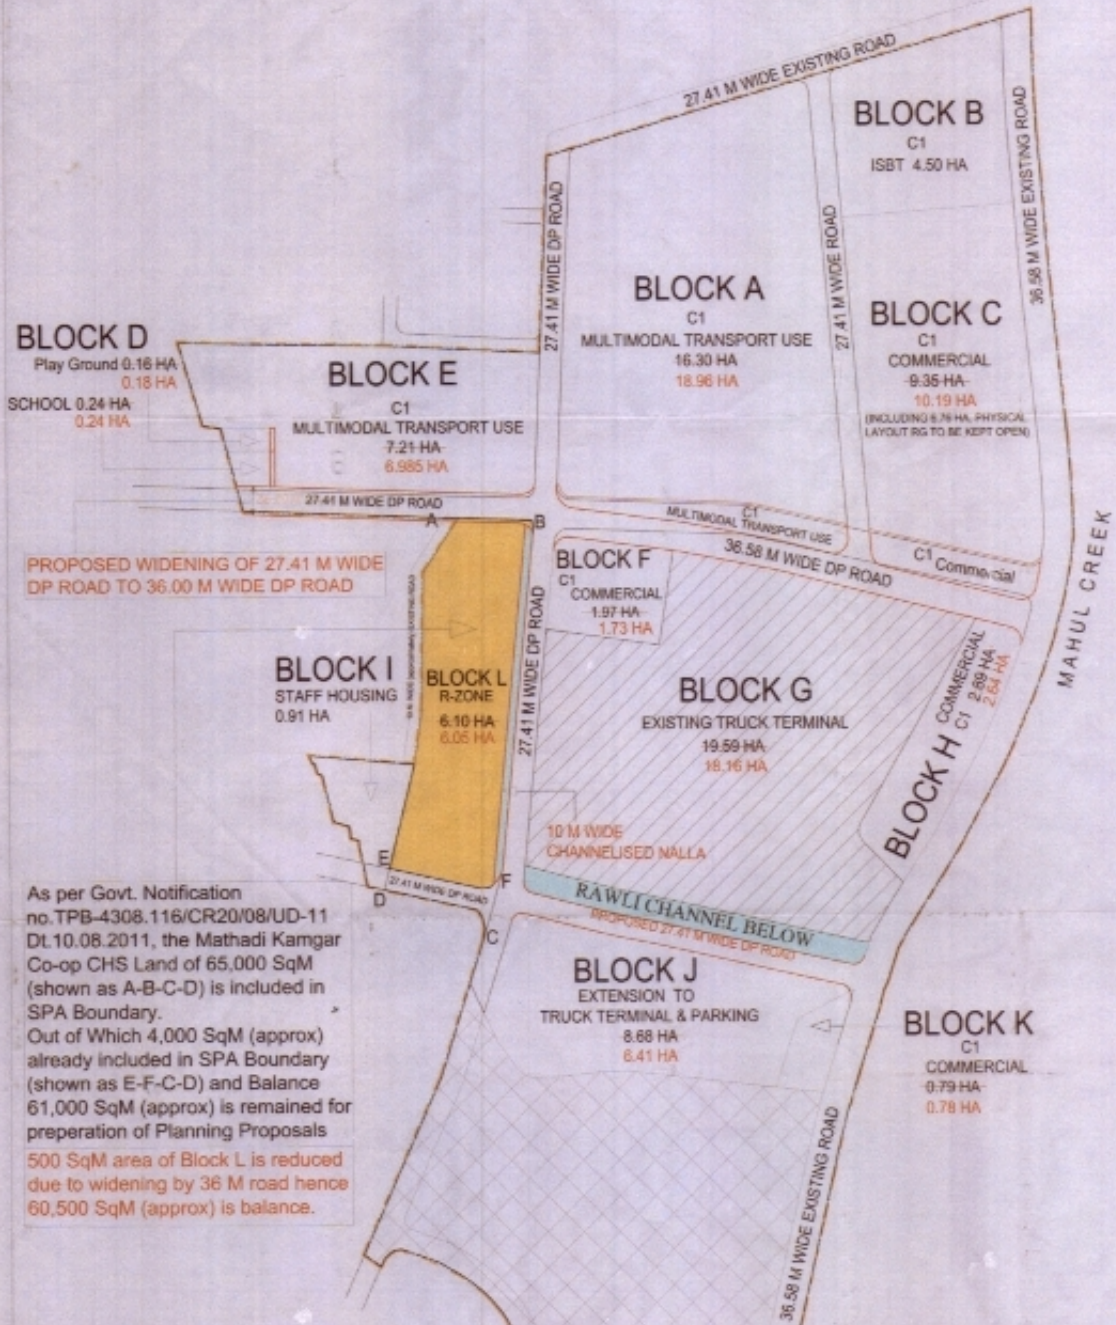 27.41 M WIDE EXISTING ROAD
BLOCK B
C1
ISBT 4.50 HA
36.58 M WIDE EXISTING ROAD
27.41 M WIDE DP ROAD
27.41 M WIDE ROAD
BLOCK A
C1
MULTIMODAL TRANSPORT USE
16.30 HA
18.96 HA
BLOCK C
C1
COMMERCIAL
9.35 HA
10.19 HA
(INCLUDING 6.76 HA. PHYSICAL
LAYOUT RG TO BE KEPT OPEN)
BLOCK D
Play Ground 0.16 HA
0.18 HA
SCHOOL 0.24 HA
0.24 HA
BLOCK E
C1
MULTIMODAL TRANSPORT USE
7.21 HA
6.985 HA
27.41 M WIDE DP ROAD
A
B
C1
MULTIMODAL TRANSPORT USE
C1 Commercial
36.58 M WIDE DP ROAD
MAHUL CREEK
PROPOSED WIDENING OF 27.41 M WIDE
DP ROAD TO 36.00 M WIDE DP ROAD
BLOCK F
C1
COMMERCIAL
1.97 HA
1.73 HA
27.41 M WIDE DP ROAD
BLOCK I
STAFF HOUSING
0.91 HA
BLOCK L
R-ZONE
6.10 HA
6.05 HA
BLOCK G
EXISTING TRUCK TERMINAL
19.59 HA
18.16 HA
BLOCK H
C1
COMMERCIAL
2.69 HA
2.64 HA
10 M WIDE
CHANNELISED NALLA
E
27.41 M WIDE DP ROAD
F
D
C
RAWLI CHANNEL BELOW
PROPOSED 27.41 M WIDE DP ROAD
As per Govt. Notification
no.TPB-4308.116/CR20/08/UD-11
Dt.10.08.2011, the Mathadi Kamgar
Co-op CHS Land of 65,000 SqM
(shown as A-B-C-D) is included in
SPA Boundary.
Out of Which 4,000 SqM (approx)
already included in SPA Boundary
(shown as E-F-C-D) and Balance
61,000 SqM (approx) is remained for
preperation of Planning Proposals
500 SqM area of Block L is reduced
due to widening by 36 M road hence
60,500 SqM (approx) is balance.
BLOCK J
EXTENSION TO
TRUCK TERMINAL & PARKING
8.68 HA
6.41 HA
BLOCK K
C1
COMMERCIAL
0.79 HA
0.78 HA
36.58 M WIDE EXISTING ROAD